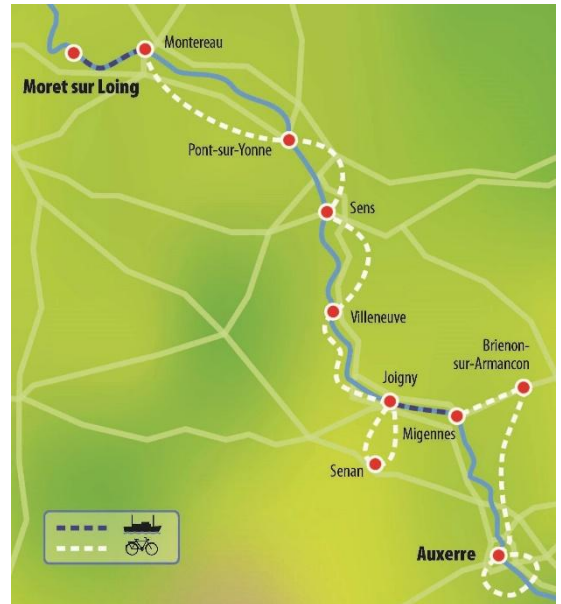 Montereau
Moret sur Loing
Pont-sur-Yonne
Sens
Villeneuve
Brienon-
sur-Armancon
Joigny
Migennes
Senan
Auxerre